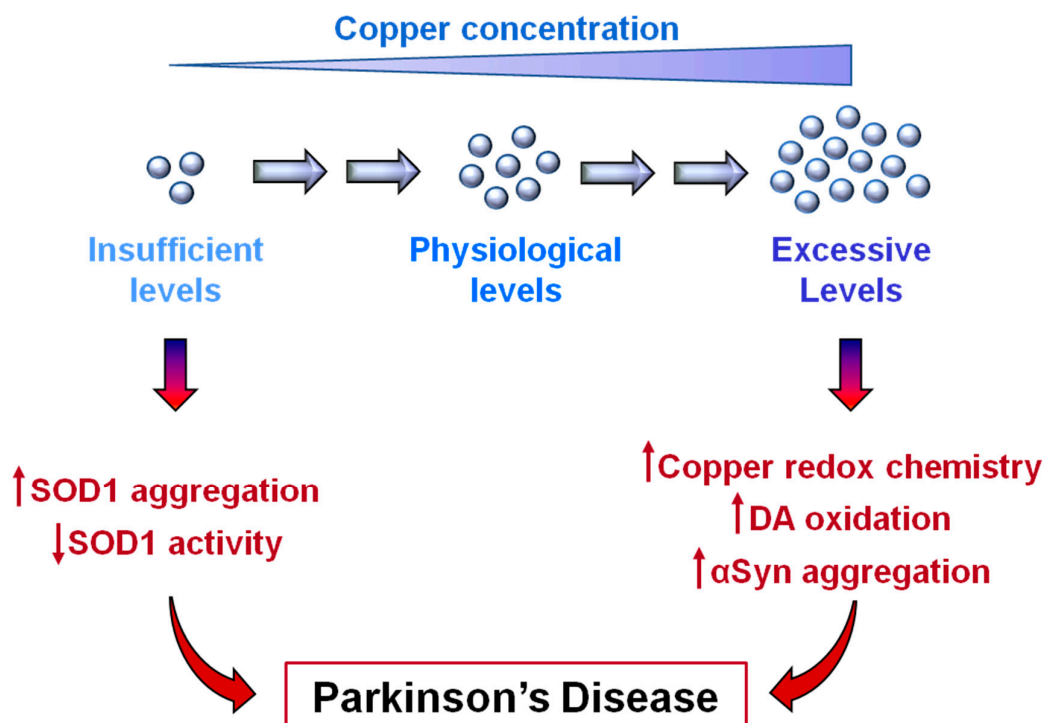 Copper concentration
Insufficient
levels
Physiological
levels
Excessive
Levels
↑SOD1 aggregation
↓SOD1 activity
↑Copper redox chemistry
↑DA oxidation
↑αSyn aggregation
Parkinson’s Disease